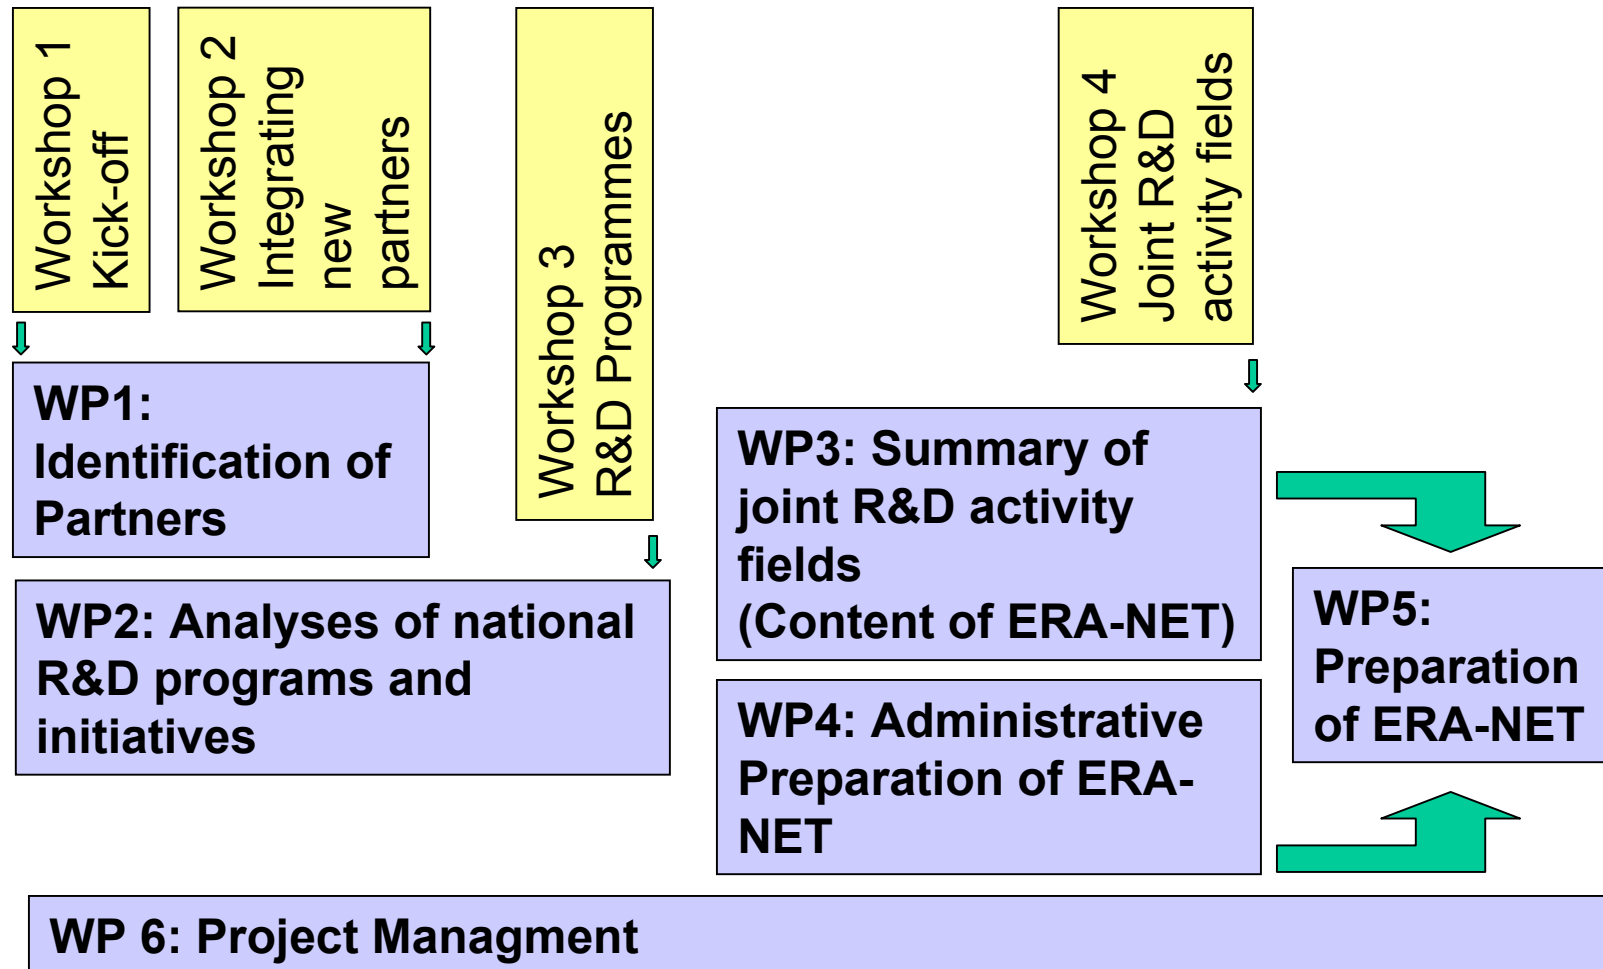 Workshop 1
Kick-off
Workshop 2
Integrating
new
partners
Workshop 3
R&D Programmes
Workshop 4
Joint R&D
activity fields
WP1:
Identification of
Partners
WP2: Analyses of national
R&D programs and
initiatives
WP3: Summary of
joint R&D activity
fields
(Content of ERA-NET)
WP4: Administrative
Preparation of ERA-
NET
WP5:
Preparation
of ERA-NET
WP 6: Project Managment